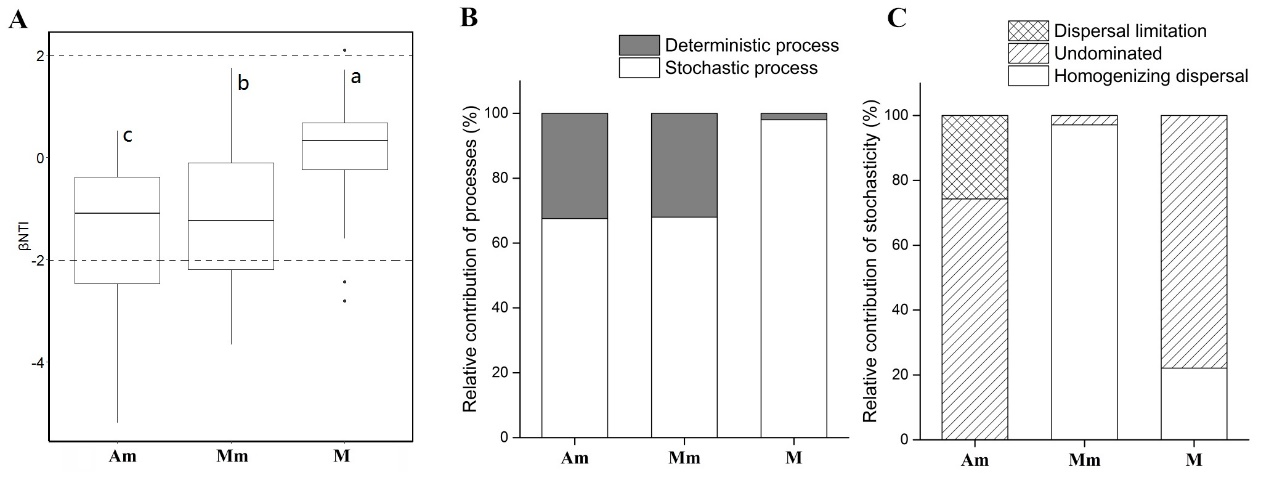 A
βNTI
2
0
-2
-4
c
b
a
Am
Mm
M
B
Deterministic process
Stochastic process
Relative contribution of processes (%)
100
80
60
40
20
0
Am
Mm
M
C
Dispersal limitation
Undominated
Homogenizing dispersal
Relative contribution of stochasticity (%)
100
80
60
40
20
0
Am
Mm
M